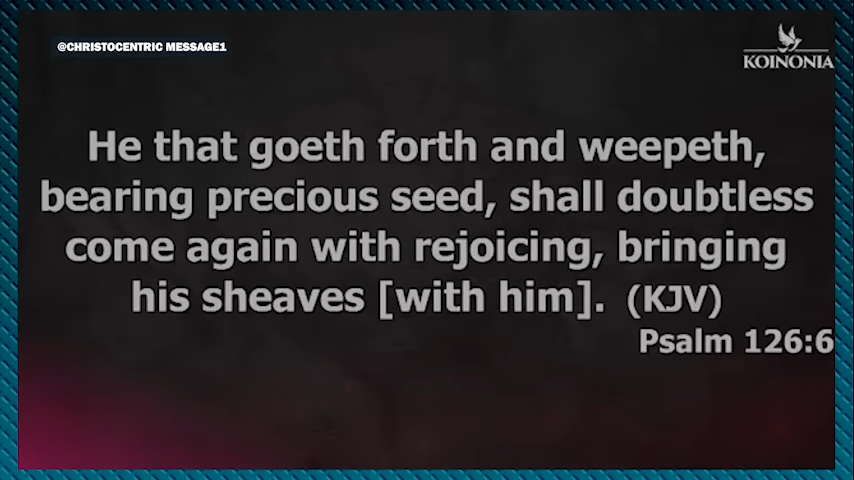 @CHRISTOCENTRIC MESSAGE1
KOINONIA
He that goeth forth and weepeth,
bearing precious seed, shall doubtless
come again with rejoicing, bringing
his sheaves [with him]. (KJV)
Psalm 126:6